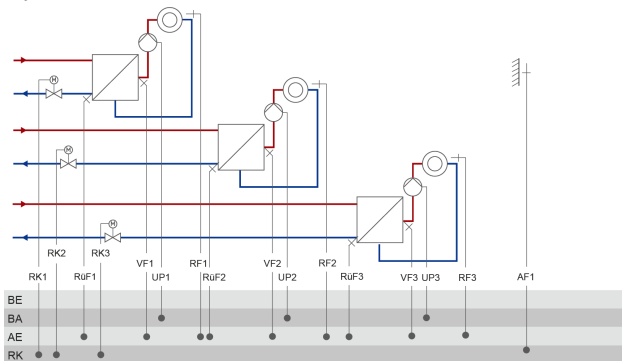 M
M
M
RK2
RK3
RK1 RüF1 VF1 UP1 RF1 RüF2 VF2 UP2 RF2 RüF3 VF3 UP3 RF3 AF1
BE
BA
AE
RK